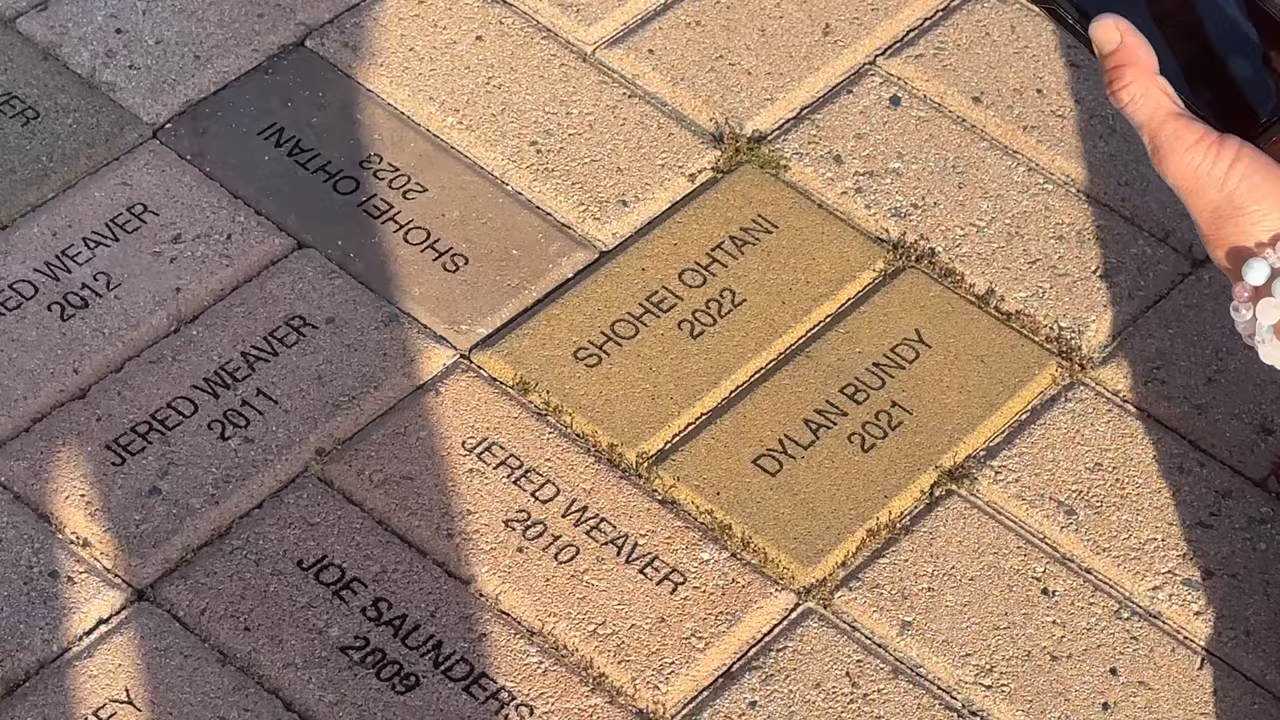 SHOHEI OHTANI
2023
SHOHEI OHTANI
2022
DYLAN BUNDY
2021
WEAVER
2012
JERED WEAVER
2011
JERED WEAVER
2010
JOE SAUNDERS
2009